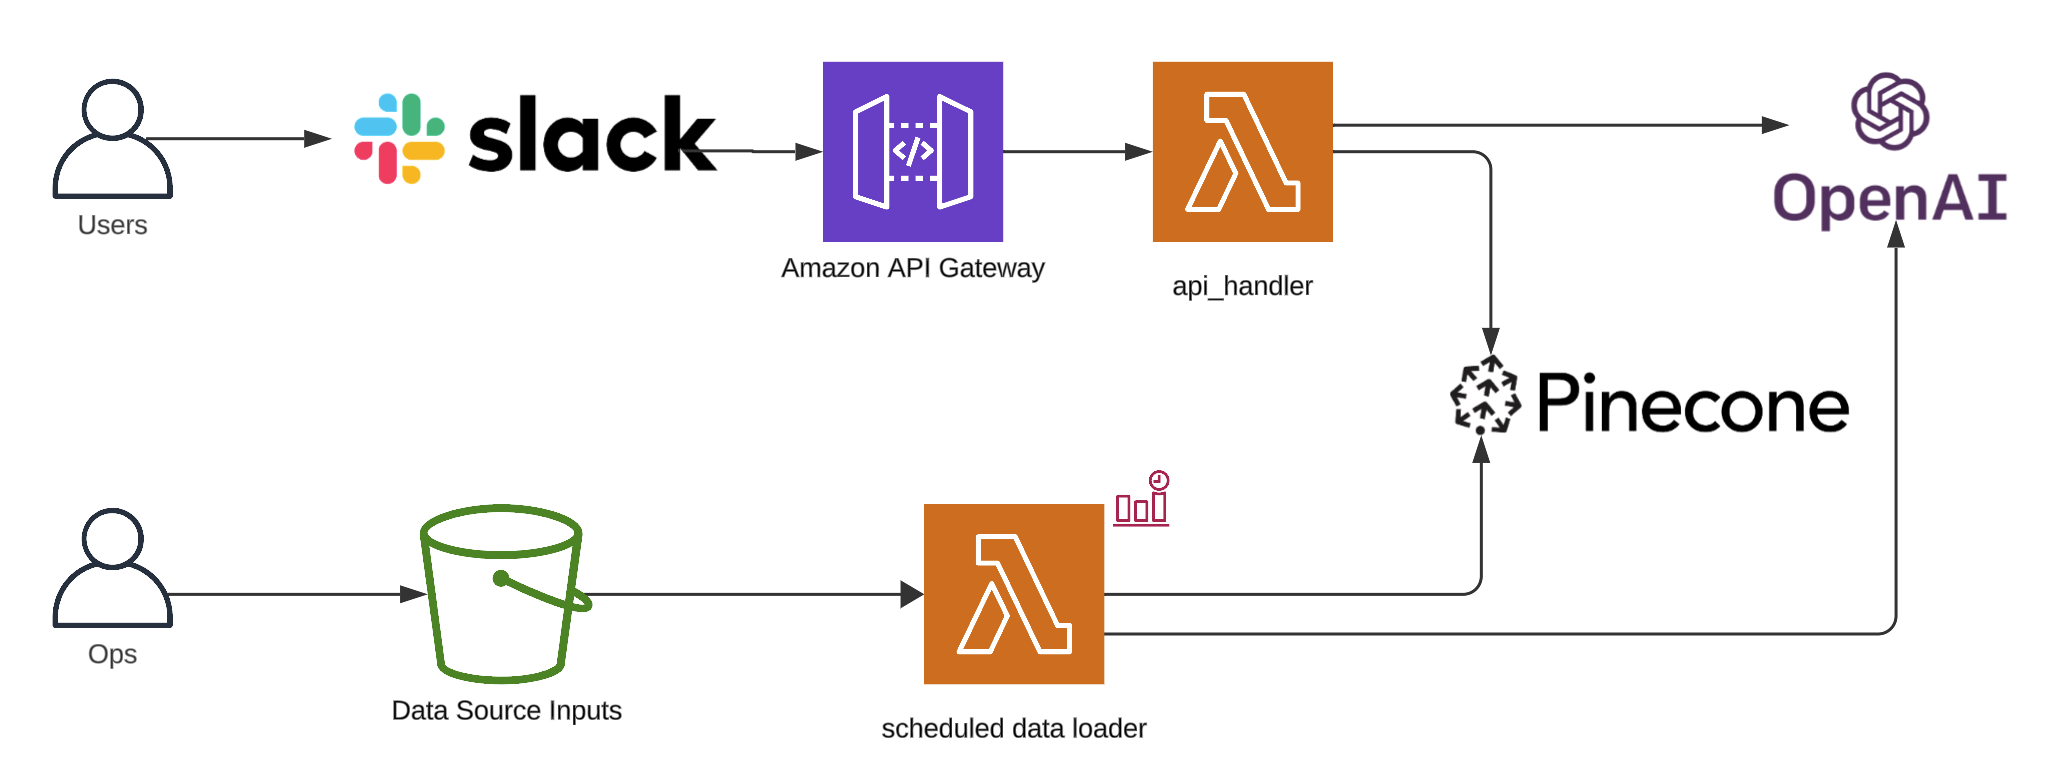 Users
slack
Amazon API Gateway
api_handler
OpenAI
Pinecone
Ops
Data Source Inputs
scheduled data loader